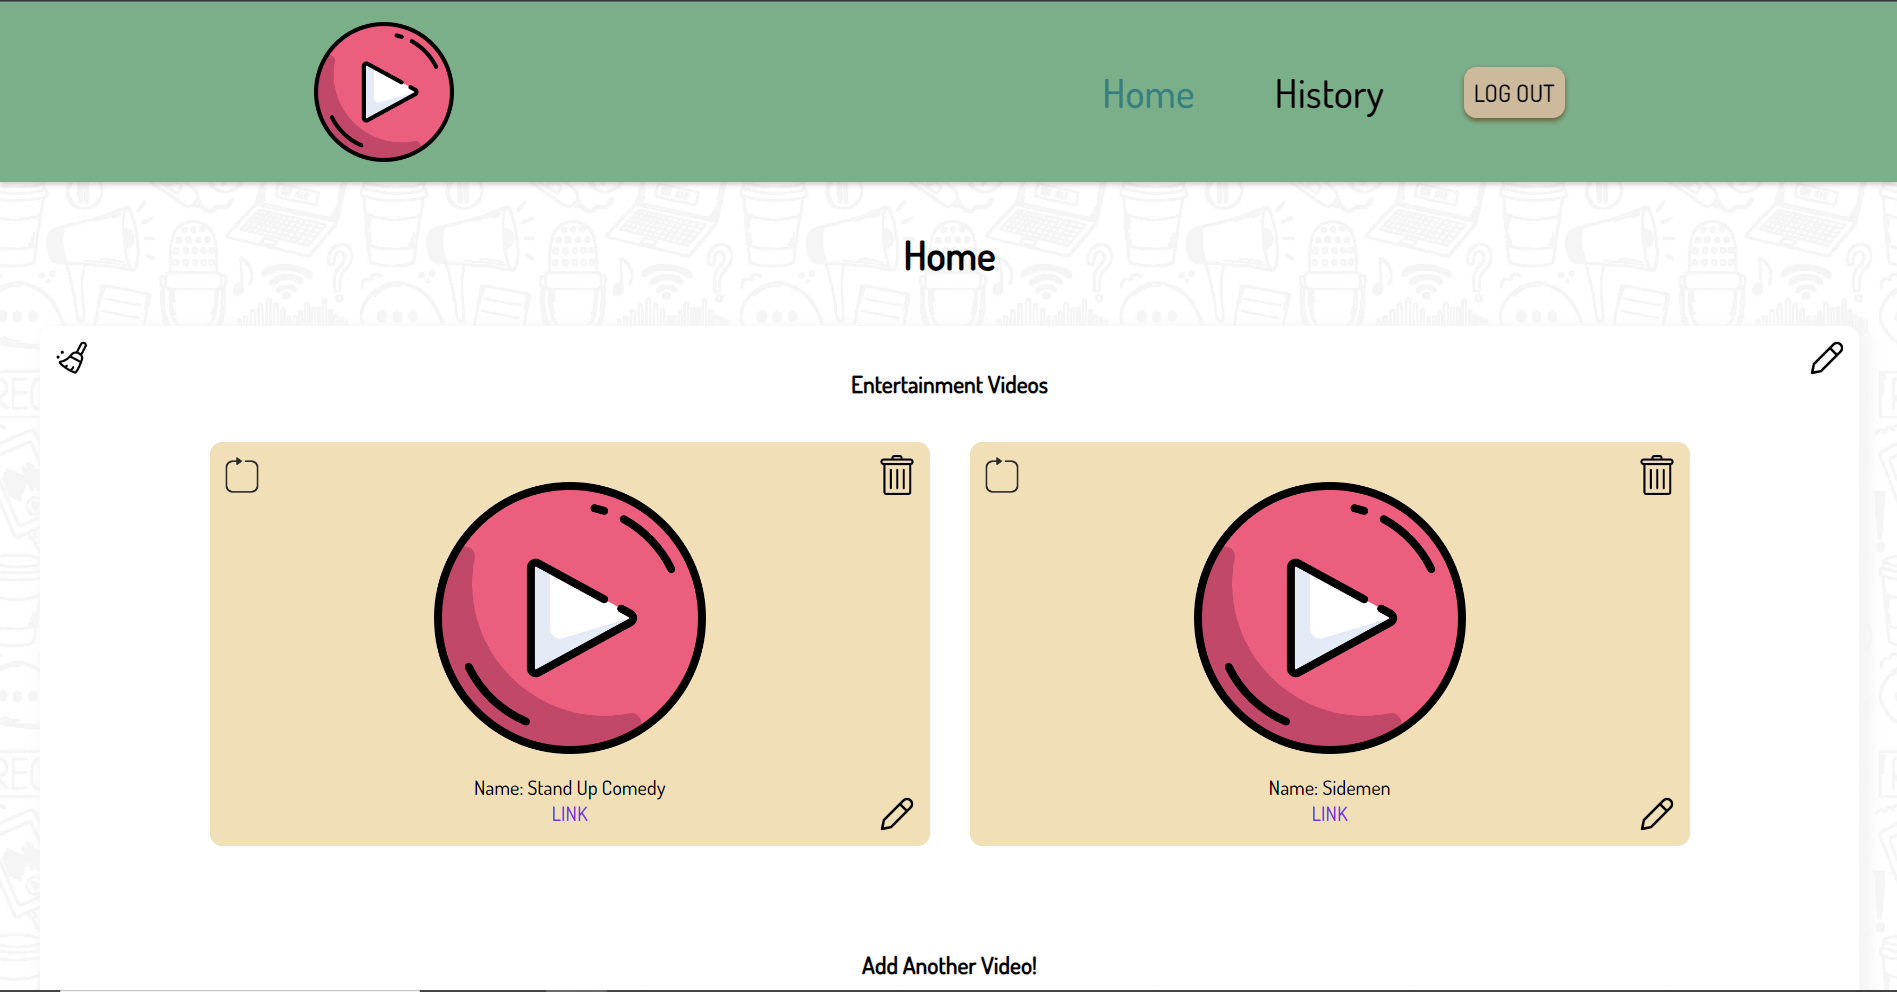 Home
History
LOG OUT
Home
Entertainment Videos
Name: Stand Up Comedy
LINK
Name: Sidemen
LINK
Add Another Video!